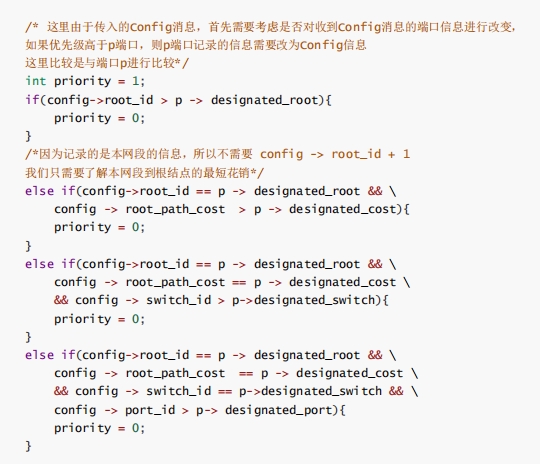 /* 这里由于传入的Config消息，首先需要考虑是否对收到Config消息的端口信息进行改变，
如果优先级高于p端口，则p端口记录的信息需要改为Config信息
这里比较是与端口p进行比较*/
int priority = 1;
if(config->root_id > p -> designated_root){
    priority = 0;
}
/*因为记录的是本网段的信息，所以不需要 config -> root_id + 1
我们只需要了解本网段到根结点的最短花销*/
else if(config->root_id == p -> designated_root && \
    config -> root_path_cost  > p -> designated_cost){
    priority = 0;
}
else if(config->root_id == p -> designated_root && \
    config -> root_path_cost == p -> designated_cost \
    && config -> switch_id > p->designated_switch){
    priority = 0;
}
else if(config->root_id == p -> designated_root && \
    config -> root_path_cost  == p -> designated_cost \
    && config -> switch_id == p->designated_switch && \
    config -> port_id > p-> designated_port){
    priority = 0;
}